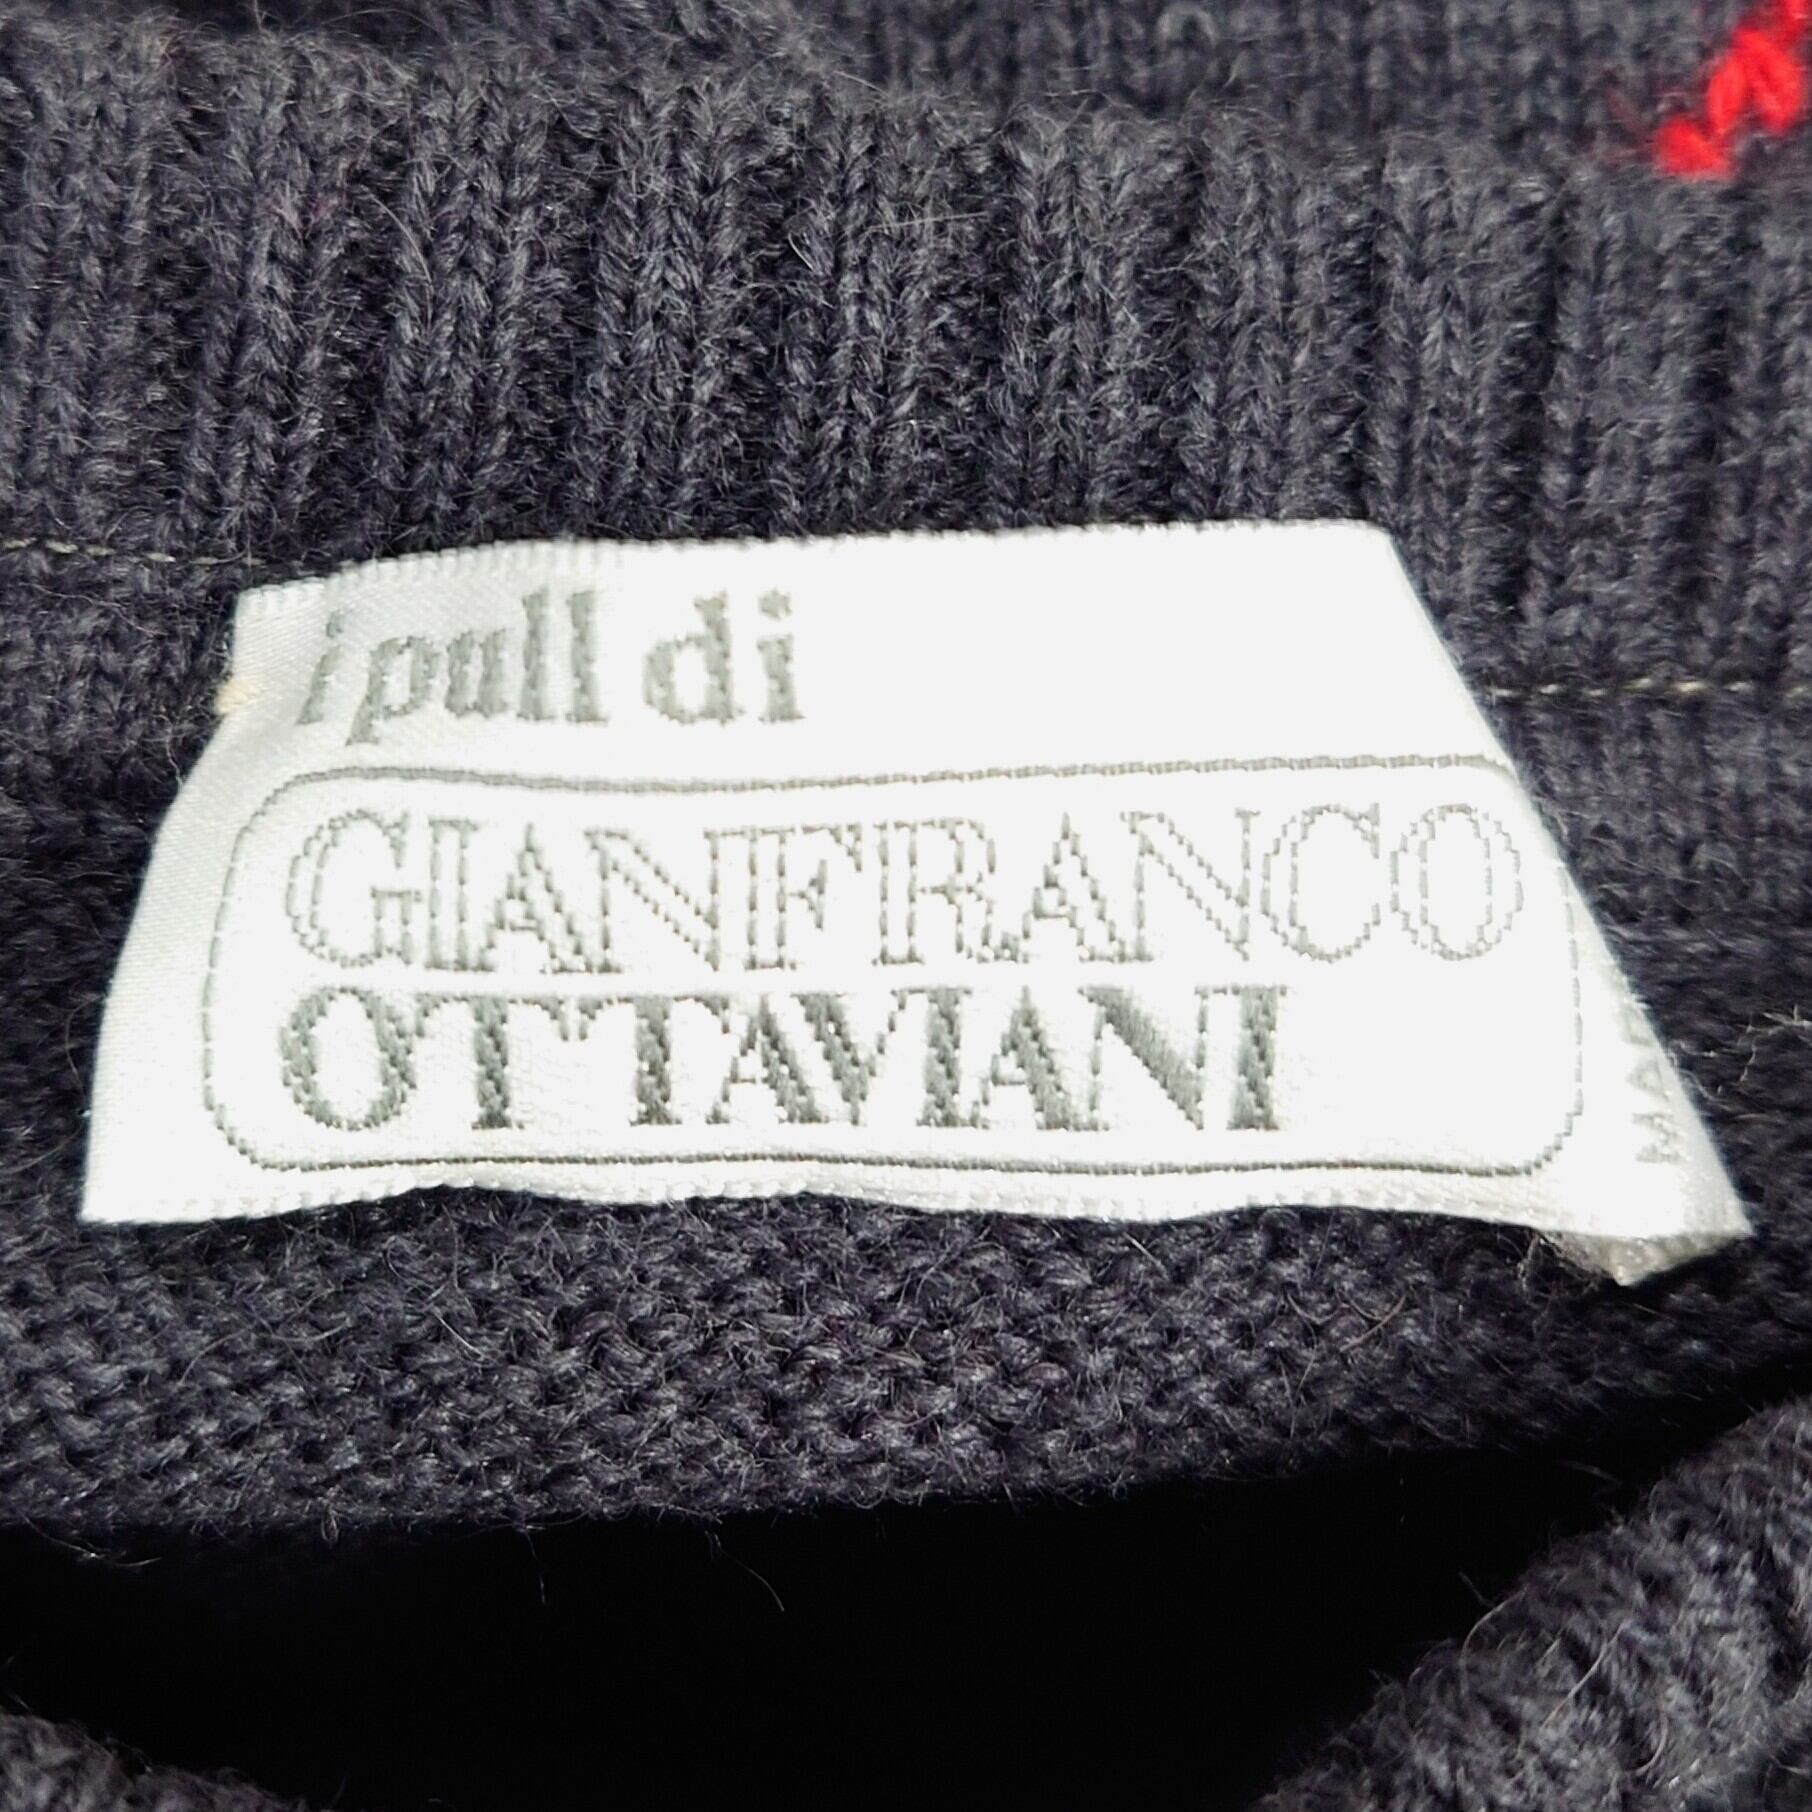 i pull di
GIANFRANCO
OTTAVIANI